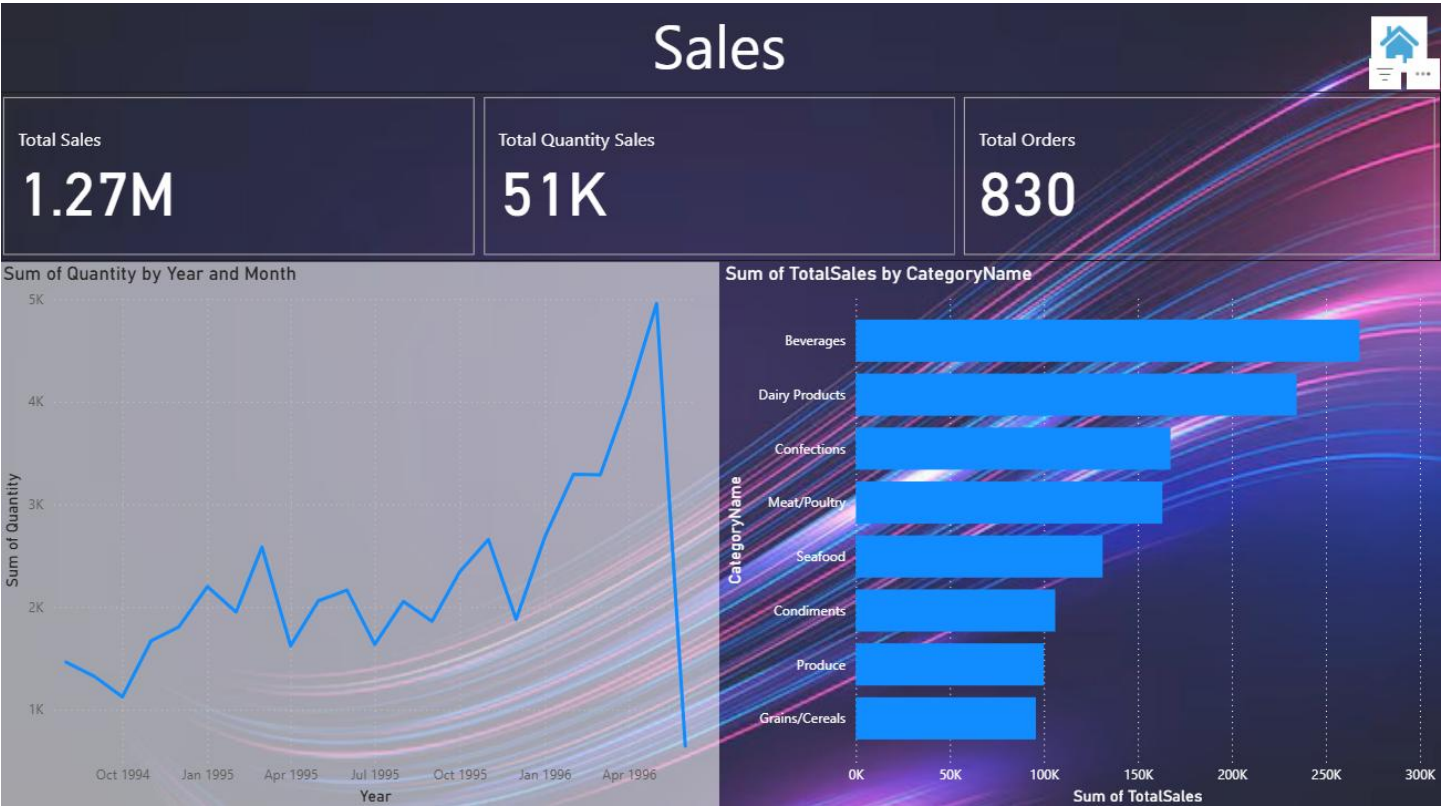 Sales
Total Sales
1.27M
Total Quantity Sales
51K
Total Orders
830
Sum of Quantity by Year and Month
5K
4K
3K
2K
1K
Sum of Quantity
Oct 1994 Jan 1995 Apr 1995 Jul 1995 Oct 1995 Jan 1996 Apr 1996
Year
Sum of TotalSales by CategoryName
CategoryName
Beverages
Dairy Products
Confections
Meat/Poultry
Seafood
Condiments
Produce
Grains/Cereals
0K 50K 100K 150K 200K 250K 300K
Sum of TotalSales